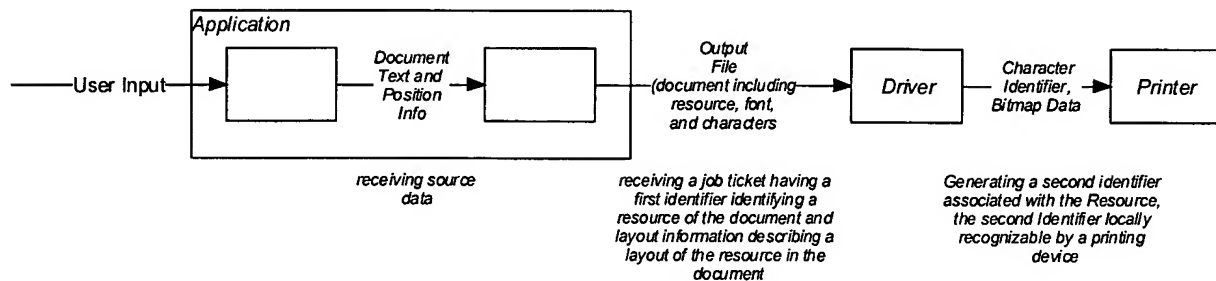 Application
User Input
Document
Text and
Position
Info
Output
File
(document including
resource, font,
and characters
Driver
Character
Identifier,
Bitmap Data
Printer
receiving source
data
receiving a job ticket having a
first identifier identifying a
resource of the document and
layout information describing a
layout of the resource in the
document
Generating a second identifier
associated with the Resource,
the second Identifier locally
recognizable by a printing
device